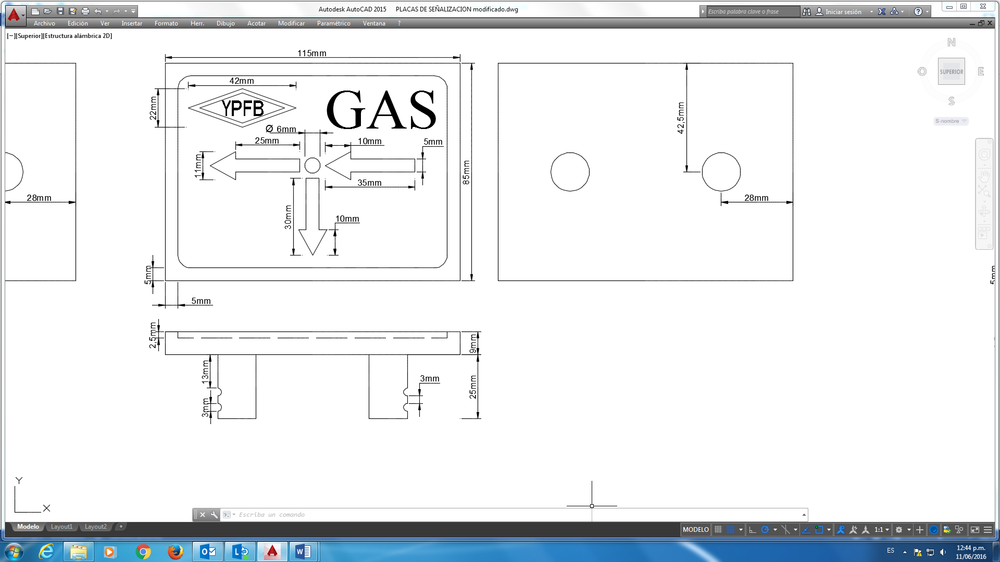 Autodesk AutoCAD 2015 PLACAS DE SEÑALIZACION modificado.dwg
Escriba palabra clave o frase
Iniciar sesión
Archivo Edición Ver Insertar Formato Herr. Dibujo Acotar Modificar Paramétrico Ventana ?
[−][Superior][Estructura alámbrica 2D]
N
O SUPERIOR E
S
S-nombre
115mm
42mm
22mm
YPFB
GAS
Ø 6mm
25mm
10mm
5mm
11mm
35mm
85mm
30mm
10mm
5mm
5mm
28mm
42,5mm
28mm
5mm
2,5mm
9mm
13mm
3mm
3mm
25mm
Y
X
Escriba un comando
Modelo Layout1 Layout2 +
MODELO
1:1
ES
12:44 p.m.
11/06/2016